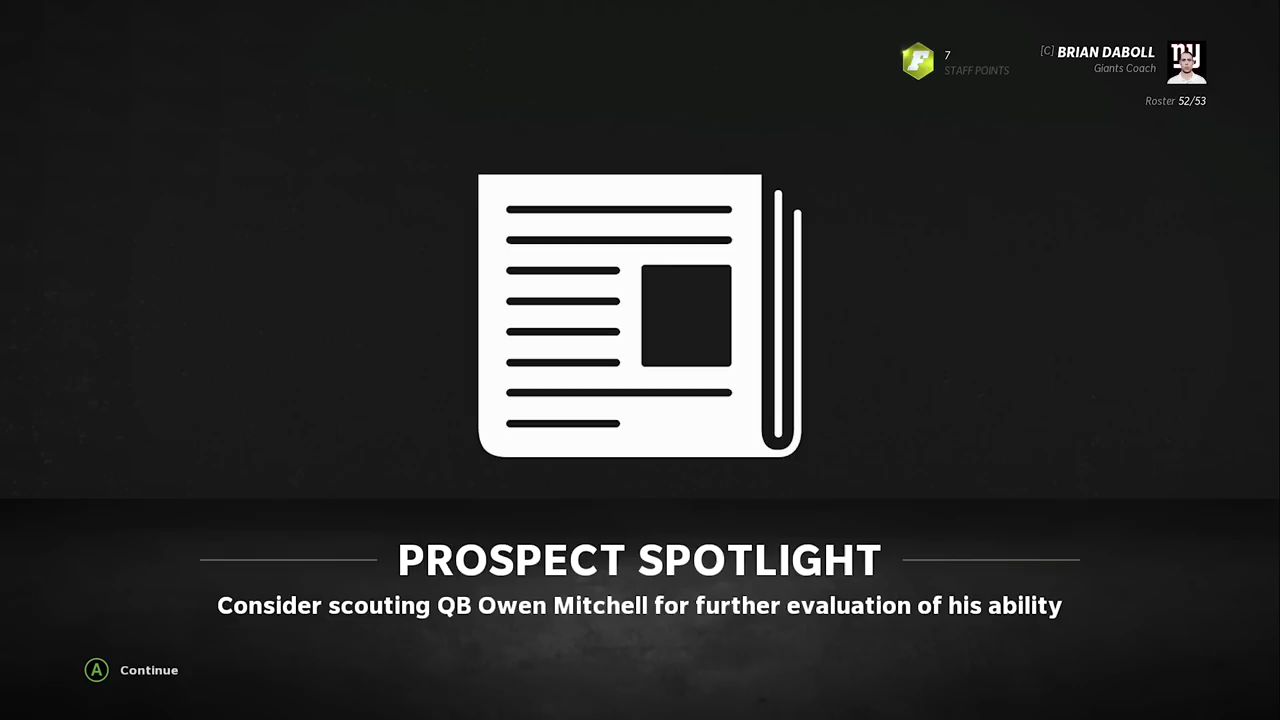 7
STAFF POINTS
[C] BRIAN DABOLL
Giants Coach
ny
Roster 52/53
PROSPECT SPOTLIGHT
Consider scouting QB Owen Mitchell for further evaluation of his ability
A Continue